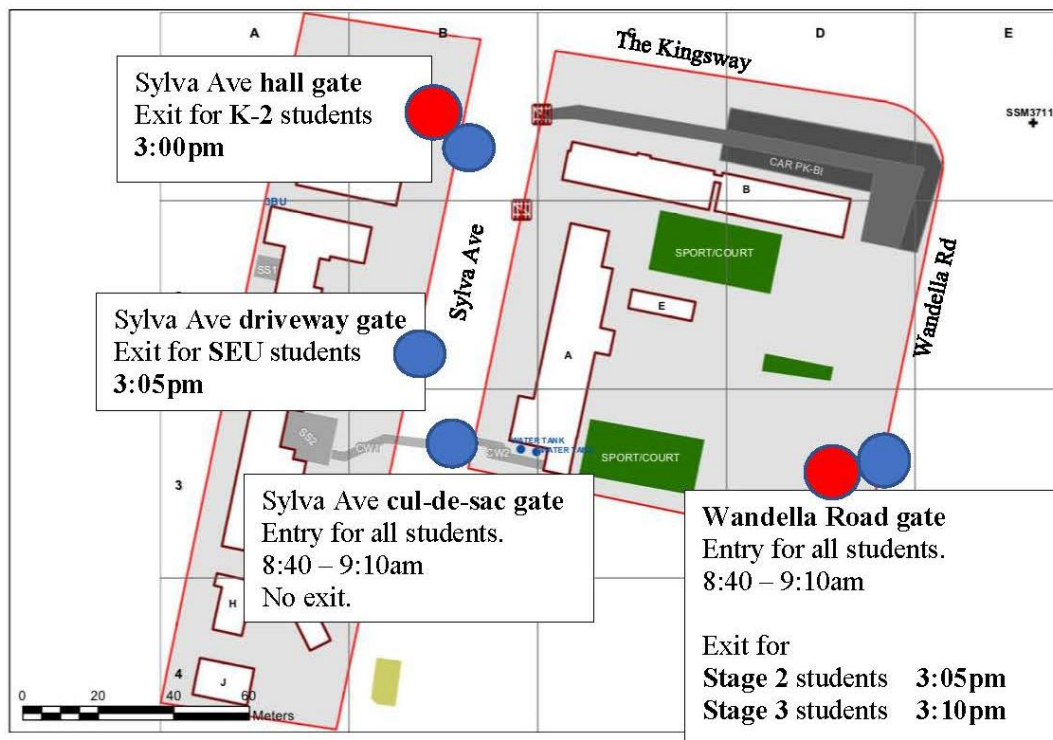 A
B
C
D
E
The Kingsway
Sylva Ave hall gate
Exit for K-2 students
3:00pm
SSM3711
CAR PK-BI
B
3BU
SPORT/COURT
SS1
Sylva Ave
E
Wandella Rd
Sylva Ave driveway gate
Exit for SEU students
3:05pm
A
SS2
CW1
CW2
WATER TANK
WATER TANK
SPORT/COURT
3
Sylva Ave cul-de-sac gate
Entry for all students.
8:40 – 9:10am
No exit.
Wandella Road gate
Entry for all students.
8:40 – 9:10am
Exit for
Stage 2 students 3:05pm
Stage 3 students 3:10pm
H
4
J
0 20 40 60
Meters